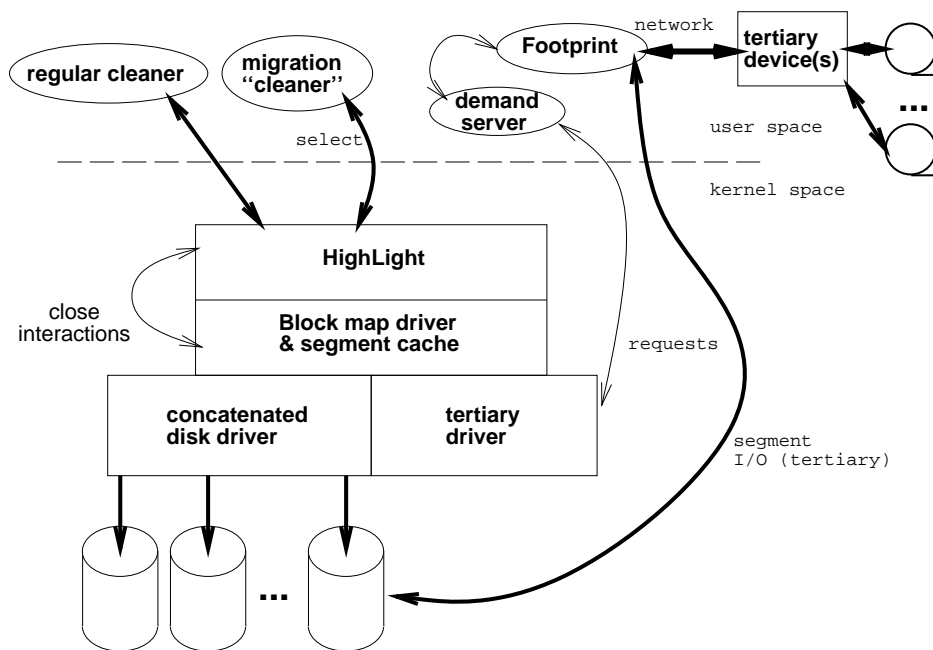 network
Footprint
tertiary
device(s)
regular cleaner
migration
“cleaner”
demand
server
...
select
user space
kernel space
HighLight
close
interactions
Block map driver
& segment cache
requests
concatenated
disk driver
tertiary
driver
segment
I/O (tertiary)
...